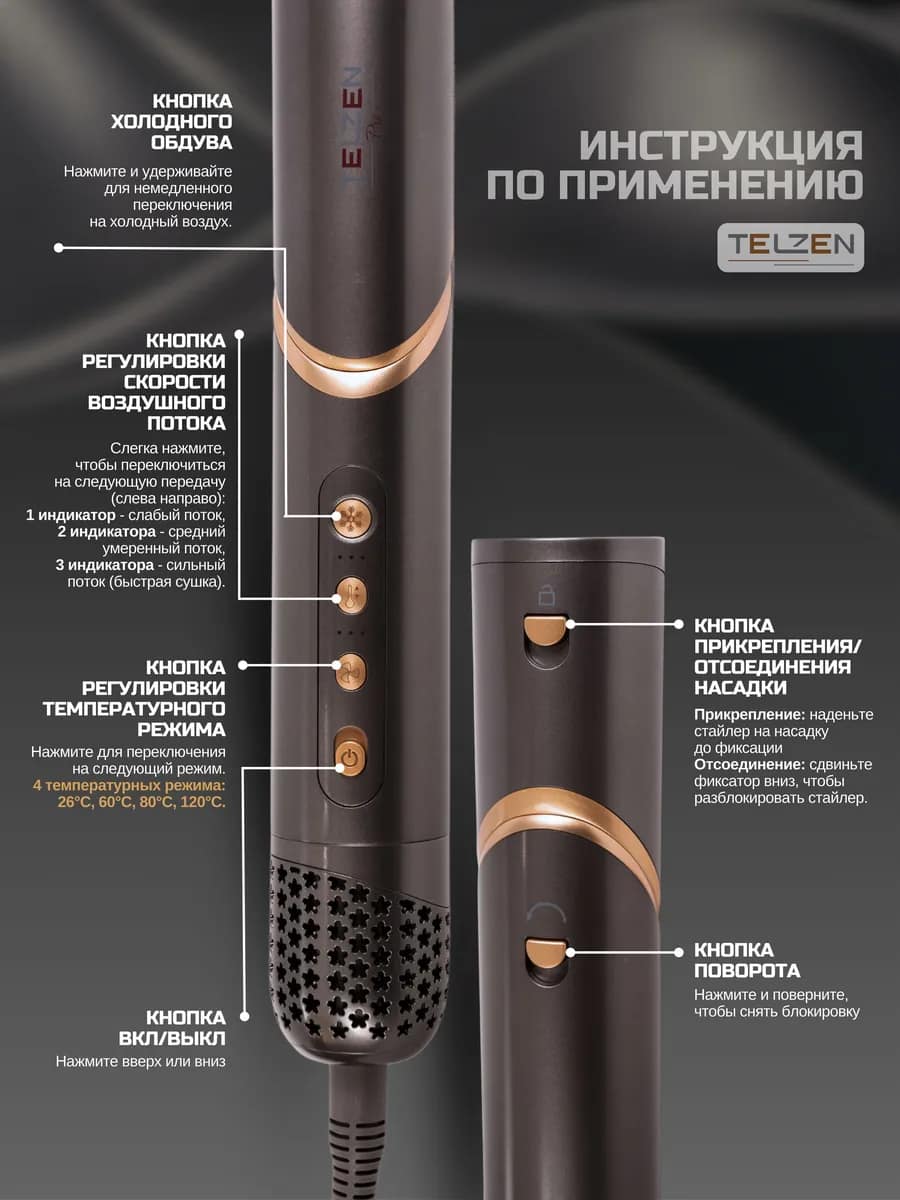 КНОПКА
ХОЛОДНОГО
ОБДУВА
Нажмите и удерживайте
для немедленного
переключения
на холодный воздух.
TELZEN
Pro
ИНСТРУКЦИЯ
ПО ПРИМЕНЕНИЮ
TELZEN
КНОПКА
РЕГУЛИРОВКИ
СКОРОСТИ
ВОЗДУШНОГО
ПОТОКА
Слегка нажмите,
чтобы переключиться
на следующую передачу
(слева направо):
1 индикатор - слабый поток,
2 индикатора - средний
умеренный поток,
3 индикатора - сильный
поток (быстрая сушка).
КНОПКА
РЕГУЛИРОВКИ
ТЕМПЕРАТУРНОГО
РЕЖИМА
Нажмите для переключения
на следующий режим.
4 температурных режима:
26°C, 60°C, 80°C, 120°C.
КНОПКА
ВКЛ/ВЫКЛ
Нажмите вверх или вниз
КНОПКА
ПРИКРЕПЛЕНИЯ/
ОТСОЕДИНЕНИЯ
НАСАДКИ
Прикрепление: наденьте
стайлер на насадку
до фиксации
Отсоединение: сдвиньте
фиксатор вниз, чтобы
разблокировать стайлер.
КНОПКА
ПОВОРОТА
Нажмите и поверните,
чтобы снять блокировку